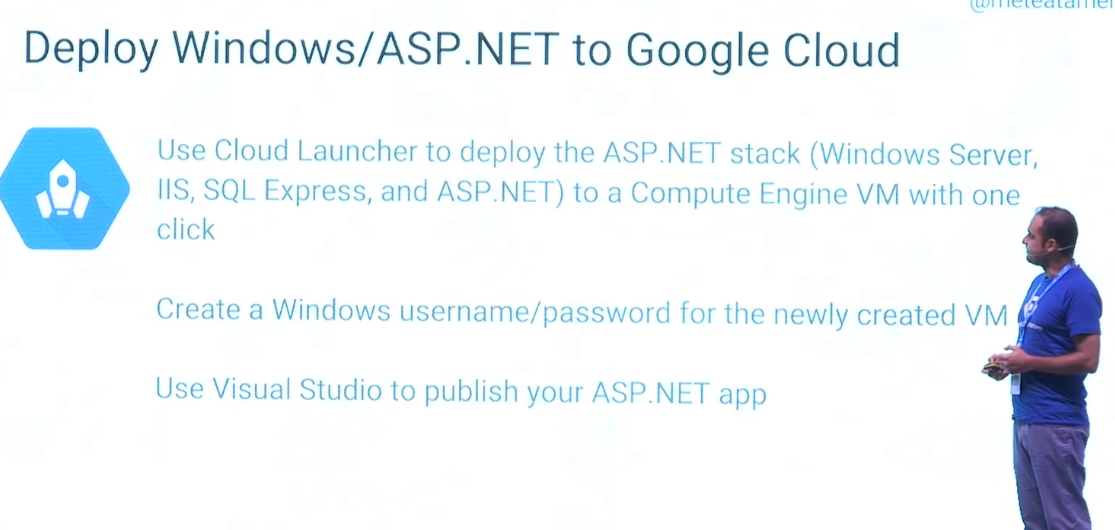 Deploy Windows/ASP.NET to Google Cloud
Use Cloud Launcher to deploy the ASP.NET stack (Windows Server,
IIS, SQL Express, and ASP.NET) to a Compute Engine VM with one
click
Create a Windows username/password for the newly created VM
Use Visual Studio to publish your ASP.NET app